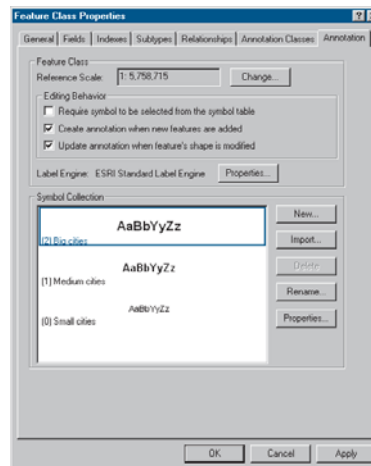 Feature Class Properties
General Fields Indexes Subtypes Relationships Annotation Classes Annotation
Feature Class
Reference Scale: 1: 5,758,715 Change...
Editing Behavior
Require symbol to be selected from the symbol table
Create annotation when new features are added
Update annotation when feature's shape is modified
Label Engine: ESRI Standard Label Engine Properties...
Symbol Collection
AaBbYyZz
(2) Big cities
AaBbYyZz
(1) Medium cities
AaBbYyZz
(0) Small cities
New...
Import...
Delete
Rename...
Properties...
OK Cancel Apply